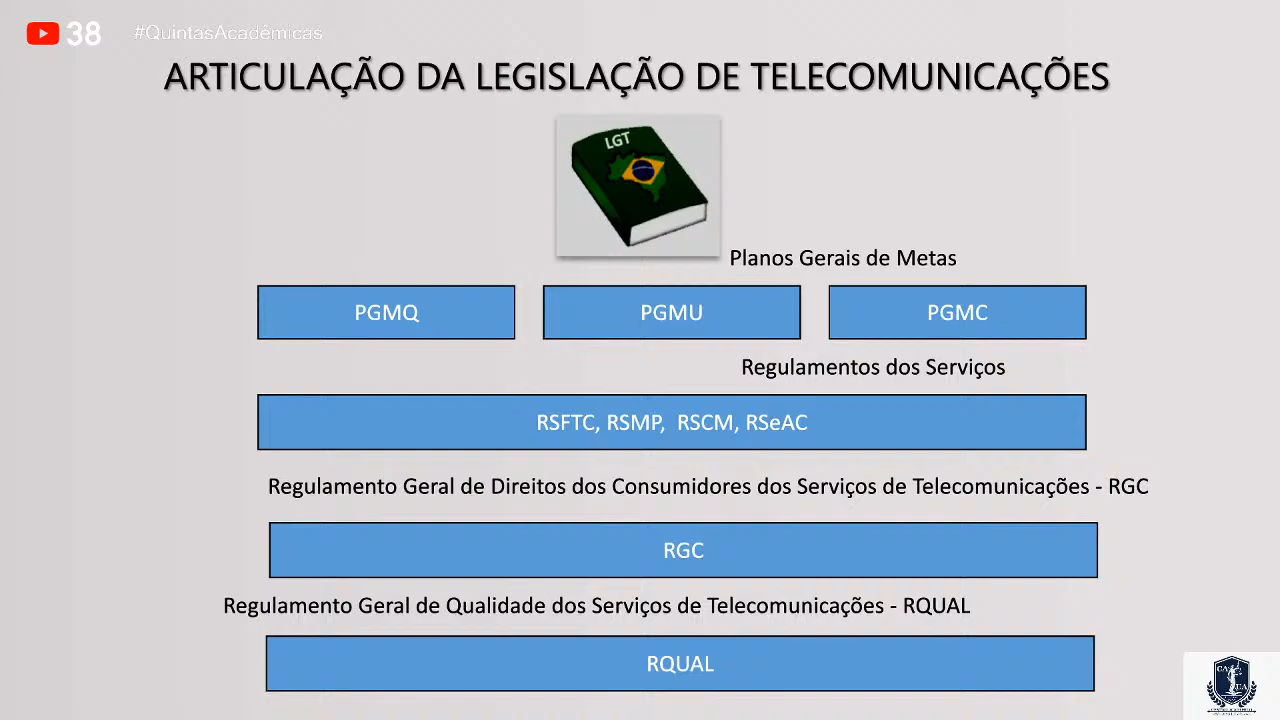 38
#QuintasAcadêmicas
ARTICULAÇÃO DA LEGISLAÇÃO DE TELECOMUNICAÇÕES
LGT
Planos Gerais de Metas
PGMQ
PGMU
PGMC
Regulamentos dos Serviços
RSFTC, RSMP, RSCM, RSeAC
Regulamento Geral de Direitos dos Consumidores dos Serviços de Telecomunicações - RGC
RGC
Regulamento Geral de Qualidade dos Serviços de Telecomunicações - RQUAL
RQUAL